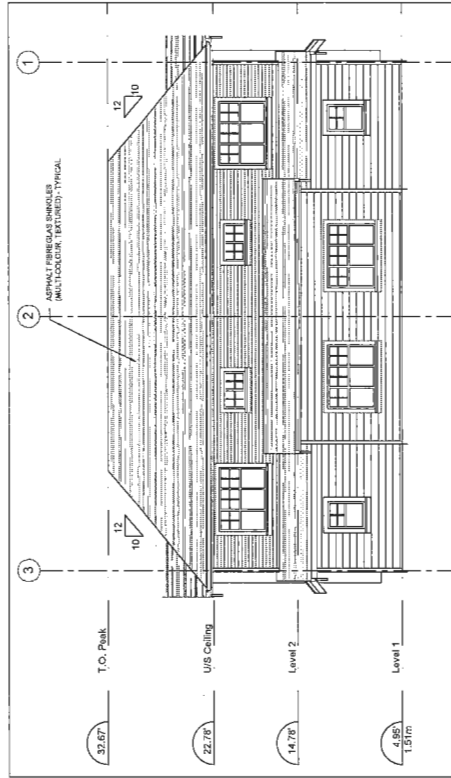 3
2
1
ASPHALT FIBREGLAS SHINGLES
(MULTI-COLOUR, TEXTURED) - TYPICAL
12
10
12
10
32.67'
T.O. Peak
22.78'
U/S Ceiling
14.78'
Level 2
4.95'
1.51m
Level 1